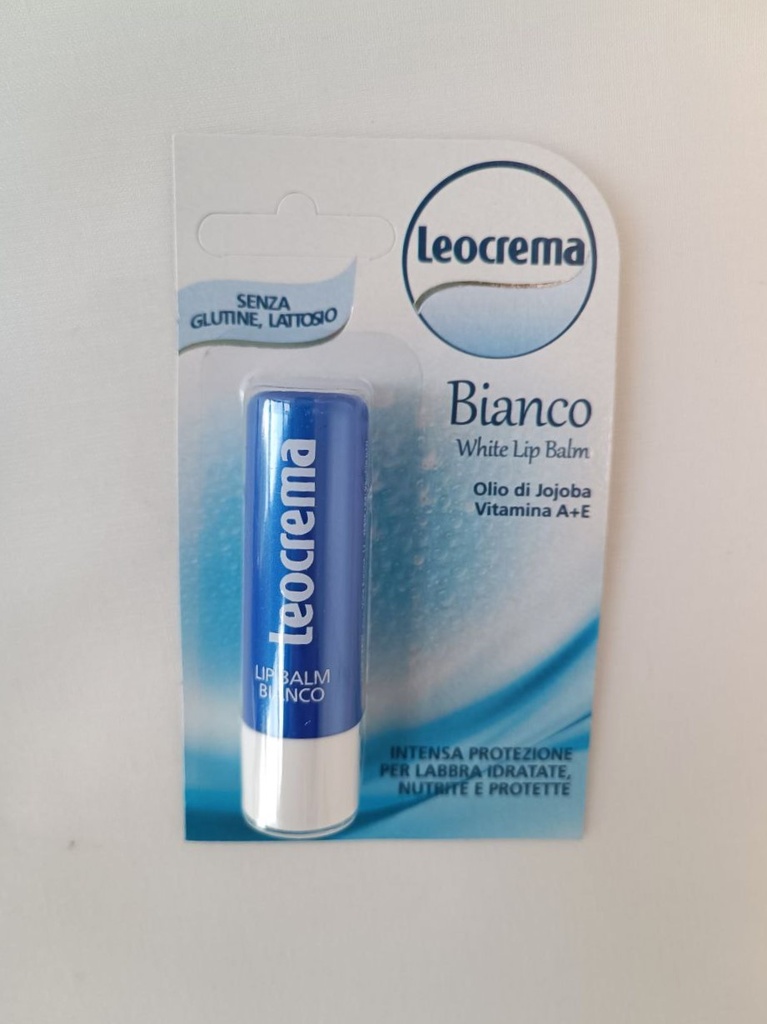 Leocrema
SENZA
GLUTINE, LATTOSIO
Bianco
White Lip Balm
Olio di Jojoba
Vitamina A+E
Leocrema
LIP BALM
BIANCO
INTENSA PROTEZIONE
PER LABBRA IDRATATE,
NUTRITE E PROTETTE